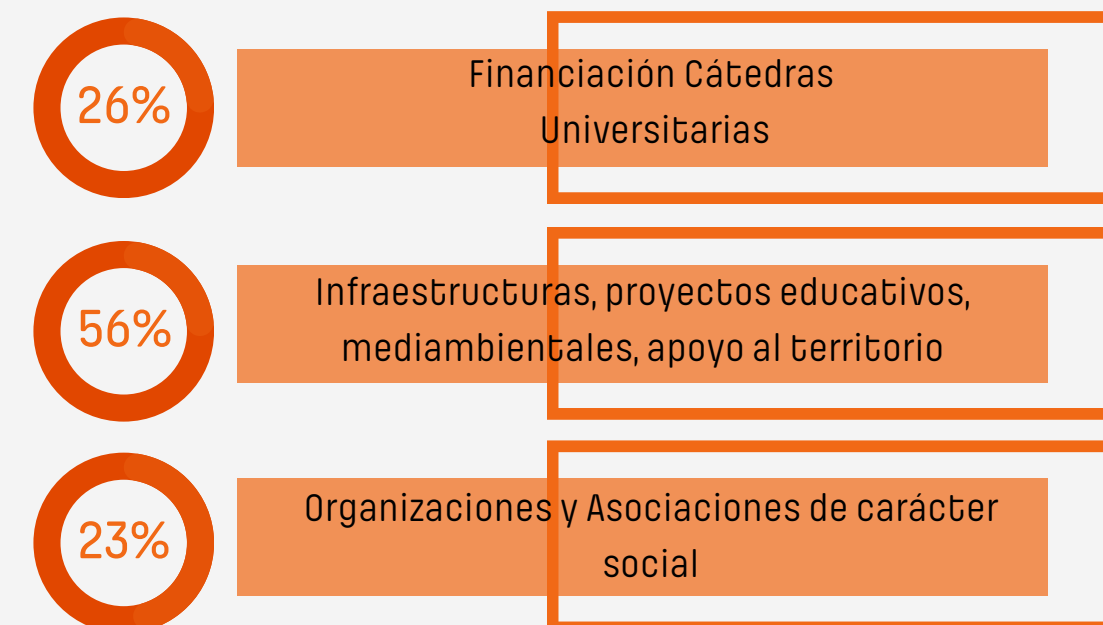 26%
Financiación Cátedras
Universitarias
56%
Infraestructuras, proyectos educativos,
mediambientales, apoyo al territorio
23%
Organizaciones y Asociaciones de carácter
social